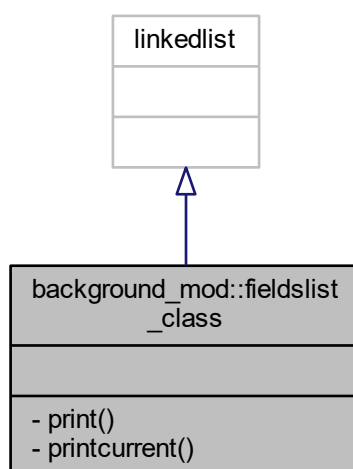 linkedlist
background_mod::fieldslist
_class
- print()
- printcurrent()